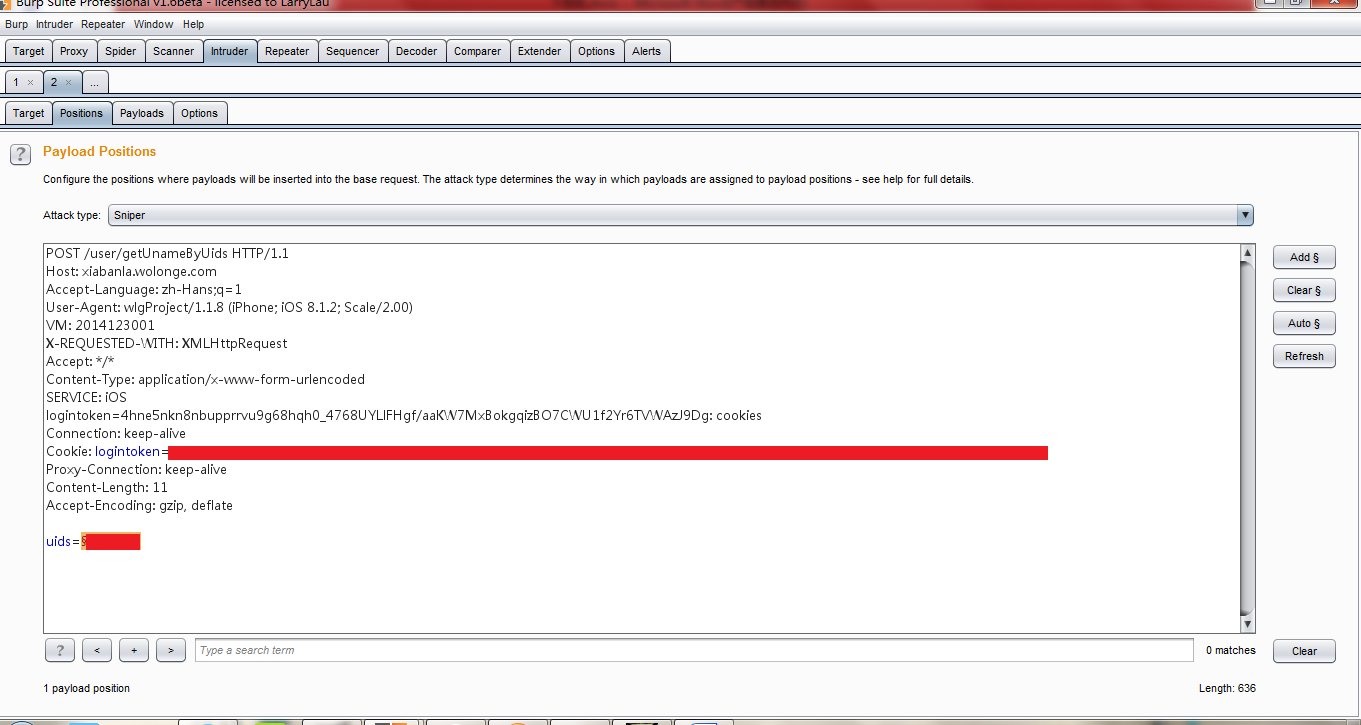 Burp Suite Professional v1.6beta - licensed to LarryLau
Burp Intruder Repeater Window Help
Target Proxy Spider Scanner Intruder Repeater Sequencer Decoder Comparer Extender Options Alerts
1 × 2 × ...
Target Positions Payloads Options
? Payload Positions
Configure the positions where payloads will be inserted into the base request. The attack type determines the way in which payloads are assigned to payload positions - see help for full details.
Attack type: Sniper
POST /user/getUnameByUids HTTP/1.1
Host: xiabanla.wolonge.com
Accept-Language: zh-Hans;q=1
User-Agent: wlgProject/1.1.8 (iPhone; iOS 8.1.2; Scale/2.00)
VM: 2014123001
X-REQUESTED-WITH: XMLHttpRequest
Accept: */*
Content-Type: application/x-www-form-urlencoded
SERVICE: iOS
logintoken=4hne5nkn8nbupprrvu9g68hqh0_4768UYLlFHgf/aaKW7MxBokgqizBO7CWU1f2Yr6TVWAzJ9Dg: cookies
Connection: keep-alive
Cookie: logintoken=
Proxy-Connection: keep-alive
Content-Length: 11
Accept-Encoding: gzip, deflate
uids=§
Add §
Clear §
Auto §
Refresh
? < + > Type a search term 0 matches Clear
1 payload position Length: 636